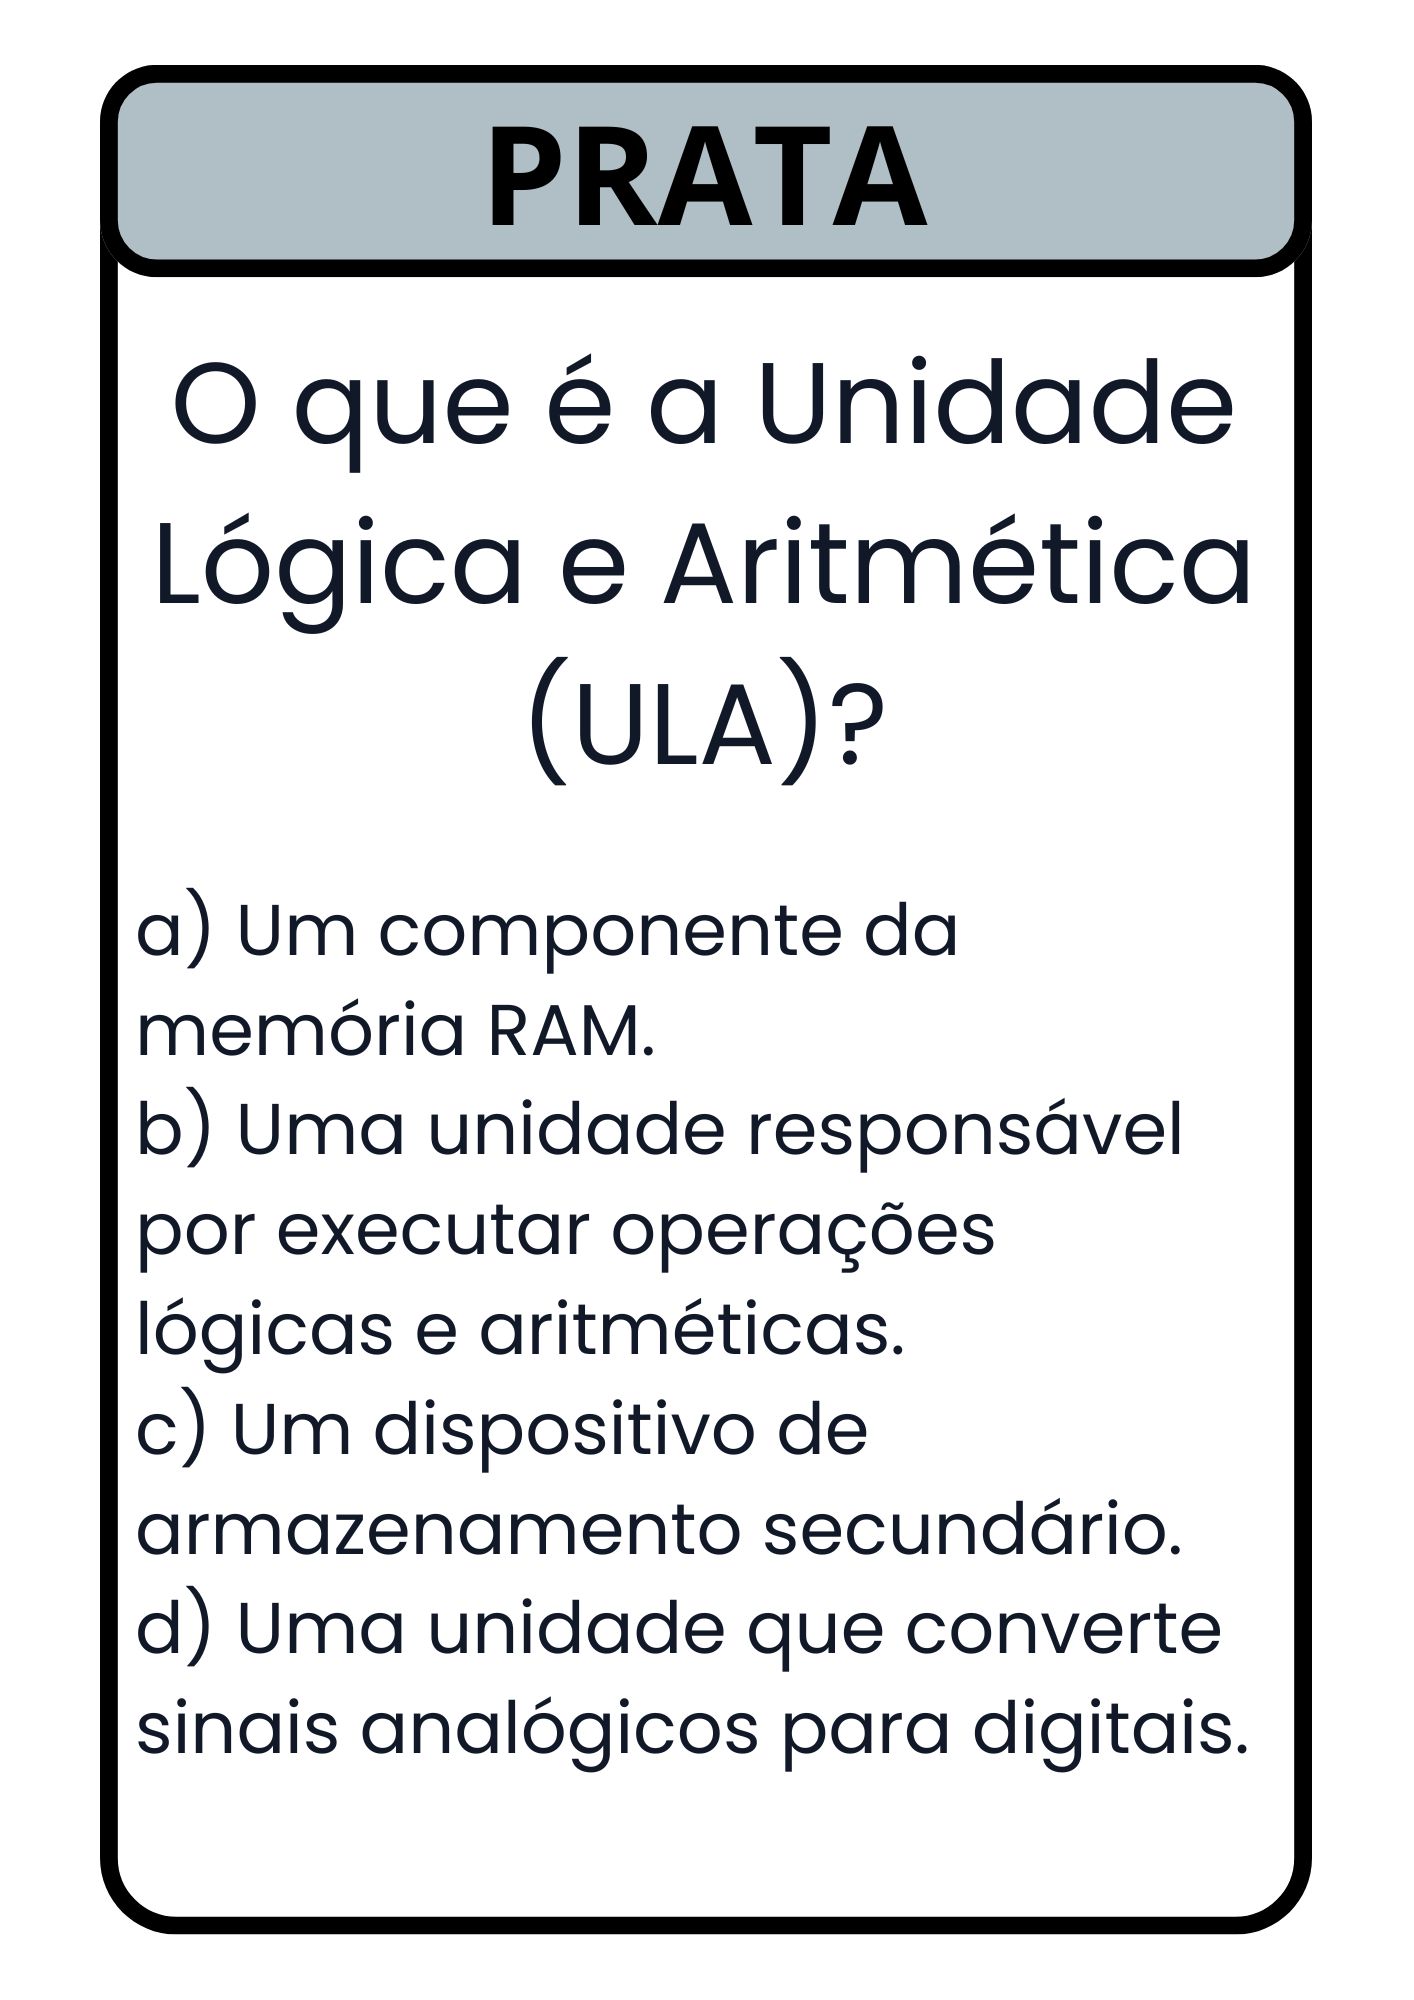 PRATA
O que é a Unidade
Lógica e Aritmética
(ULA)?
a) Um componente da
memória RAM.
b) Uma unidade responsável
por executar operações
lógicas e aritméticas.
c) Um dispositivo de
armazenamento secundário.
d) Uma unidade que converte
sinais analógicos para digitais.